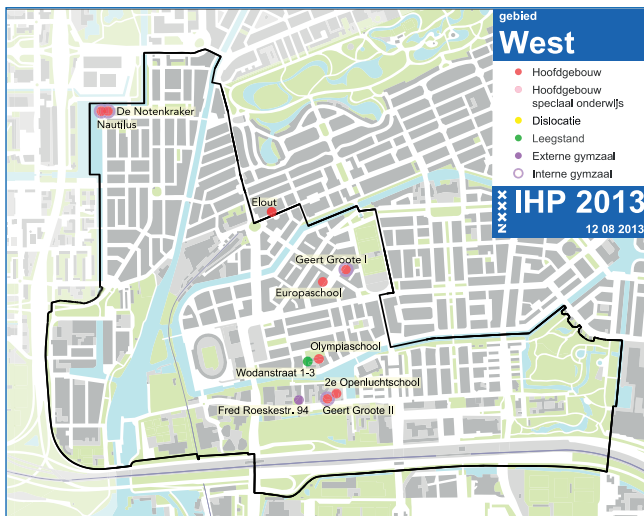 gebied
West
Hoofdgebouw
Hoofdgebouw
speciaal onderwijs
Dislocatie
Leegstand
Externe gymzaal
Interne gymzaal
NXXXX IHP 2013
12 08 2013
De Notenkraker
Nautilus
Elout
Geert Groote I
Europaschool
Olympiaschool
Wodanstraat 1-3
2e Openluchtschool
Fred Roeskestr. 94
Geert Groote II